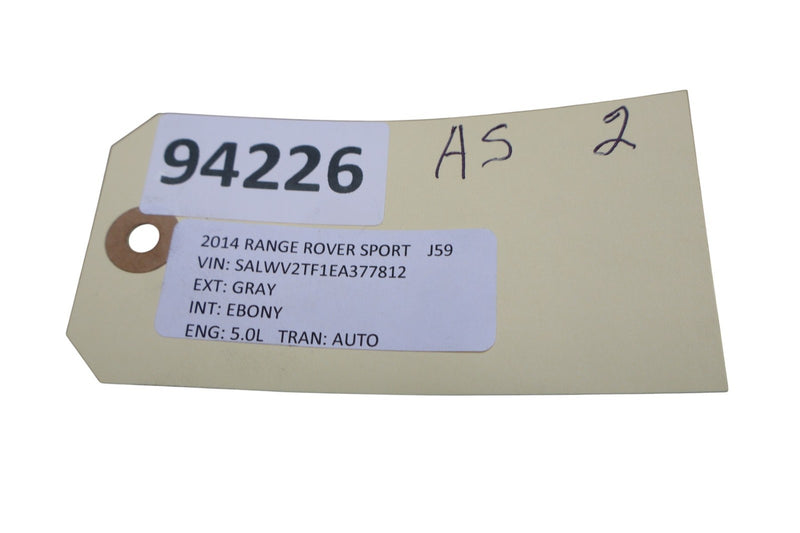 94226
AS 2
2014 RANGE ROVER SPORT J59
VIN: SALWV2TF1EA377812
EXT: GRAY
INT: EBONY
ENG: 5.0L TRAN: AUTO